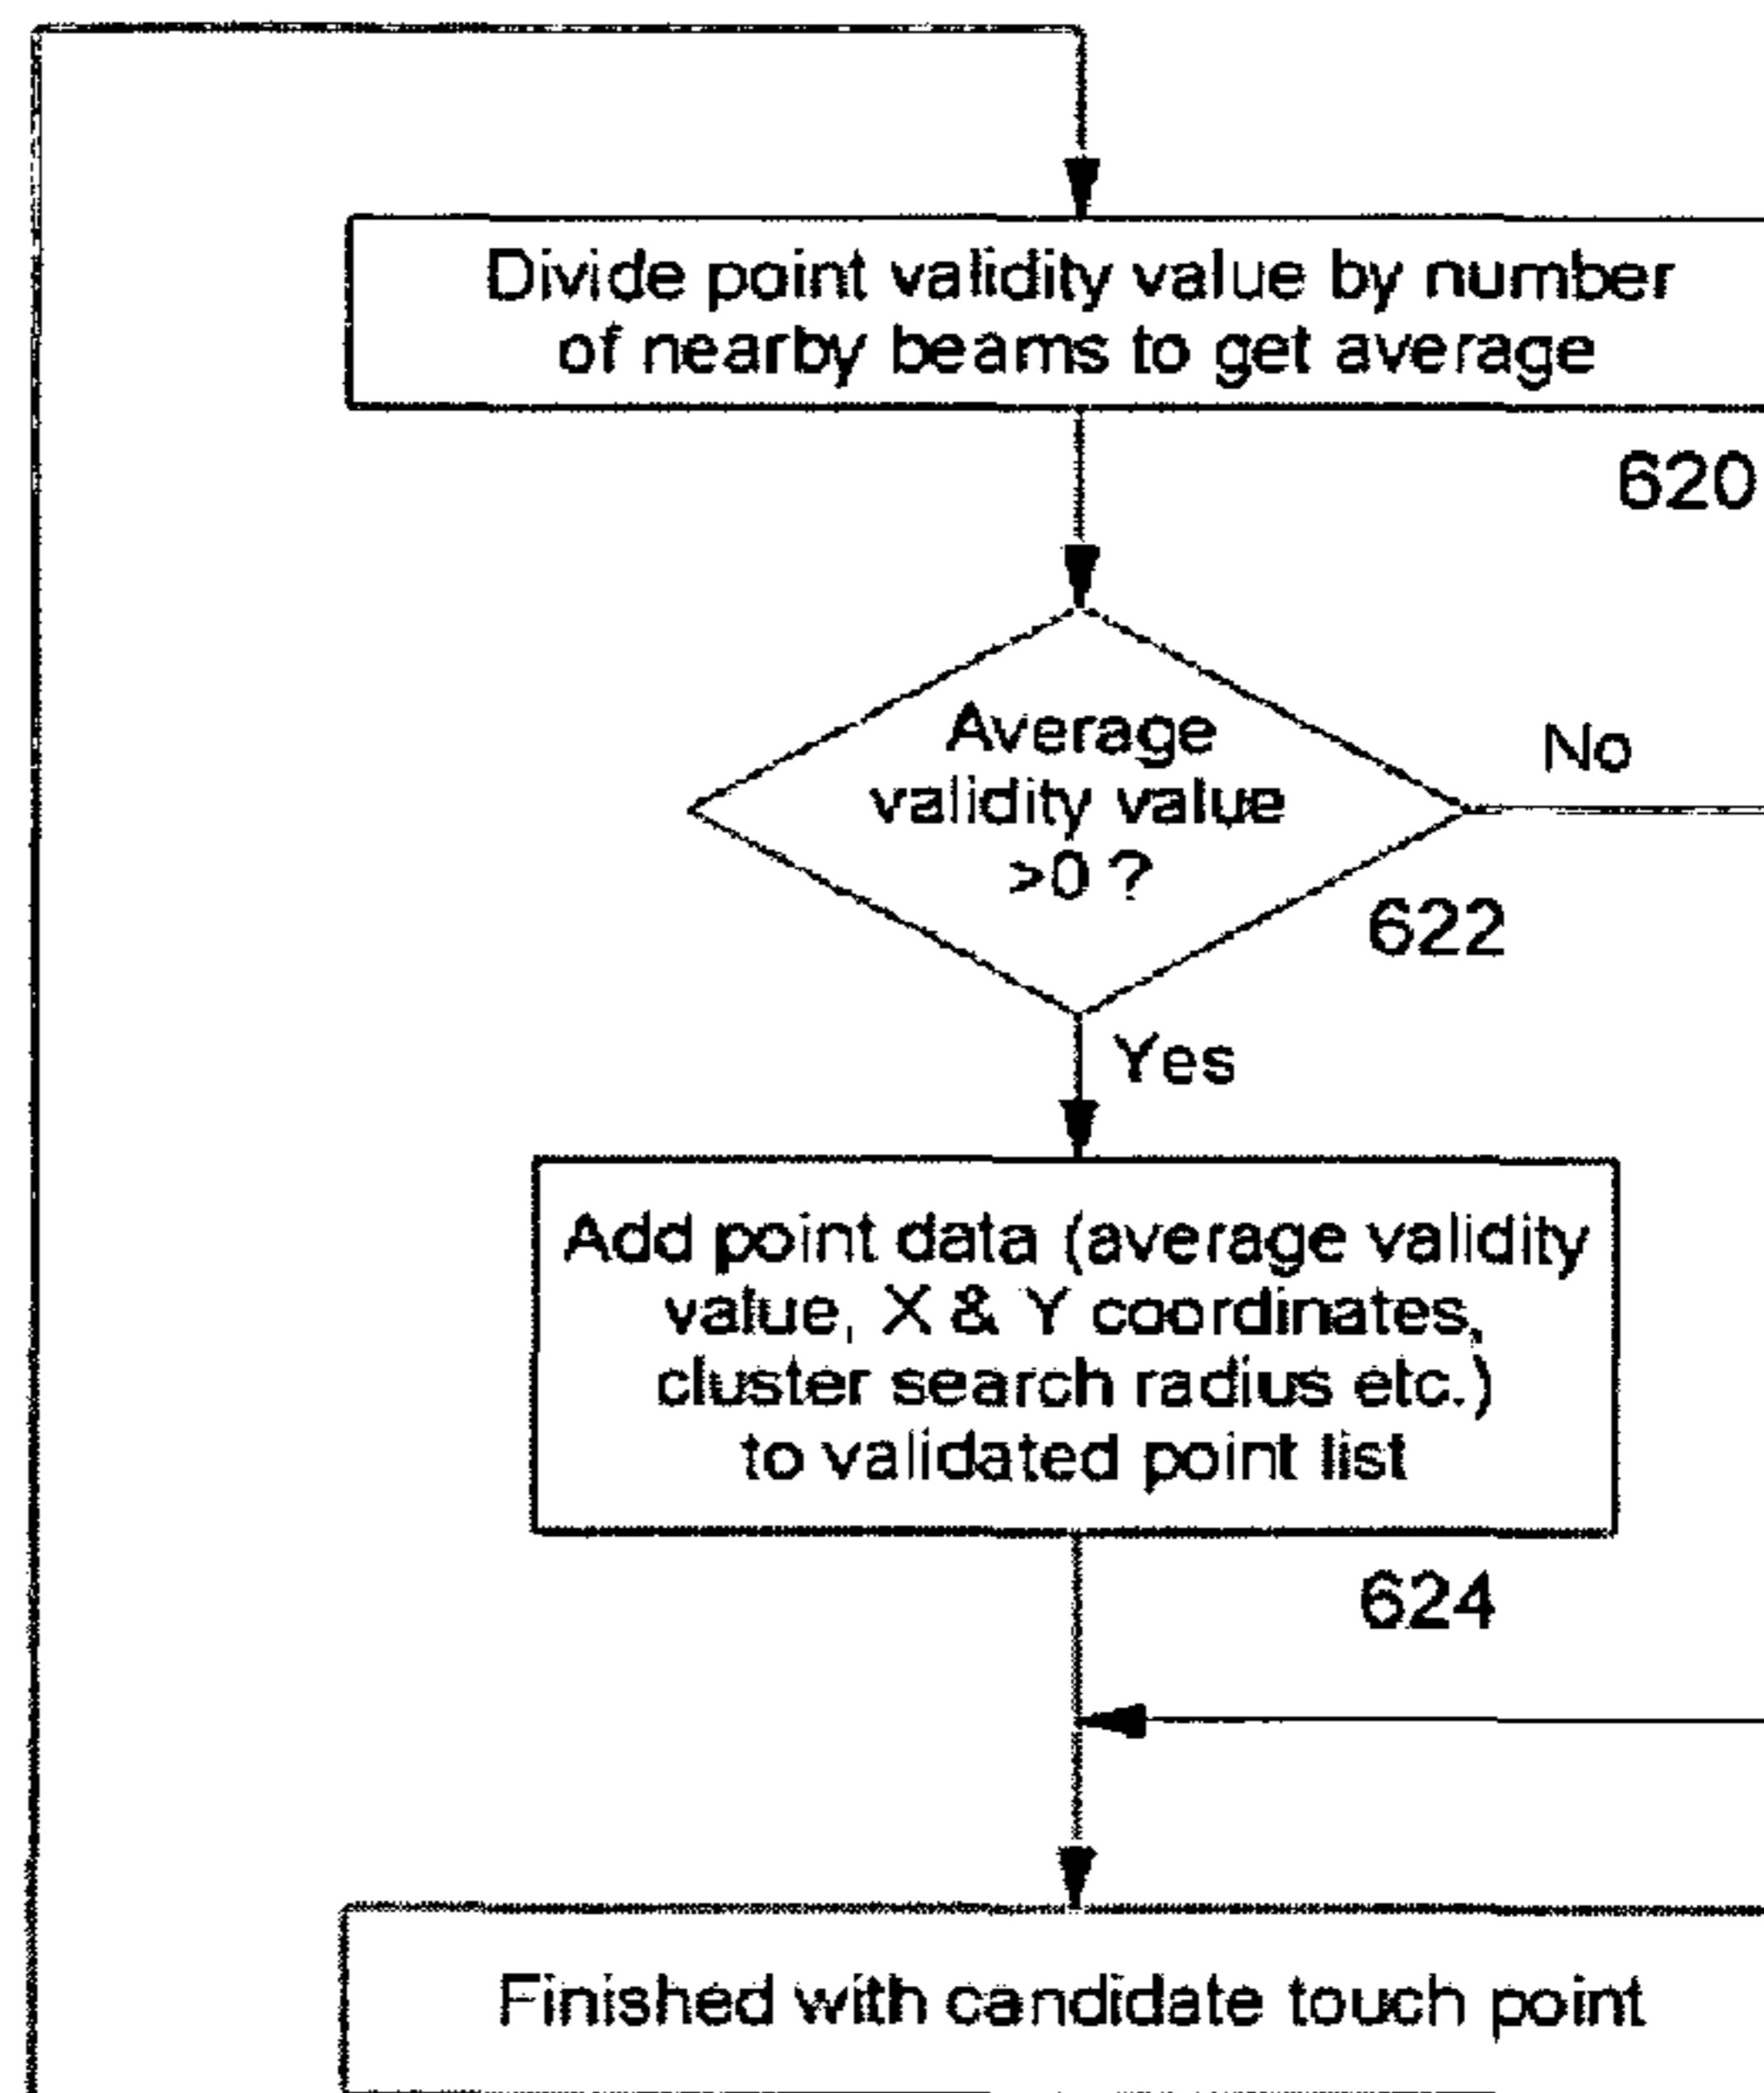 Divide point validity value by number
of nearby beams to get average
620
Average
validity value
>0 ?
No
622
Yes
Add point data (average validity
value, X & Y coordinates,
cluster search radius etc.)
to validated point list
624
Finished with candidate touch point